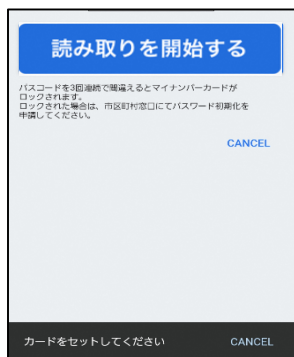 読み取りを開始する
パスコードを3回連続で間違えるとマイナンバーカードが
ロックされます。
ロックされた場合は、市区町村窓口にてパスワード初期化を
申請してください。
CANCEL
カードをセットしてください CANCEL